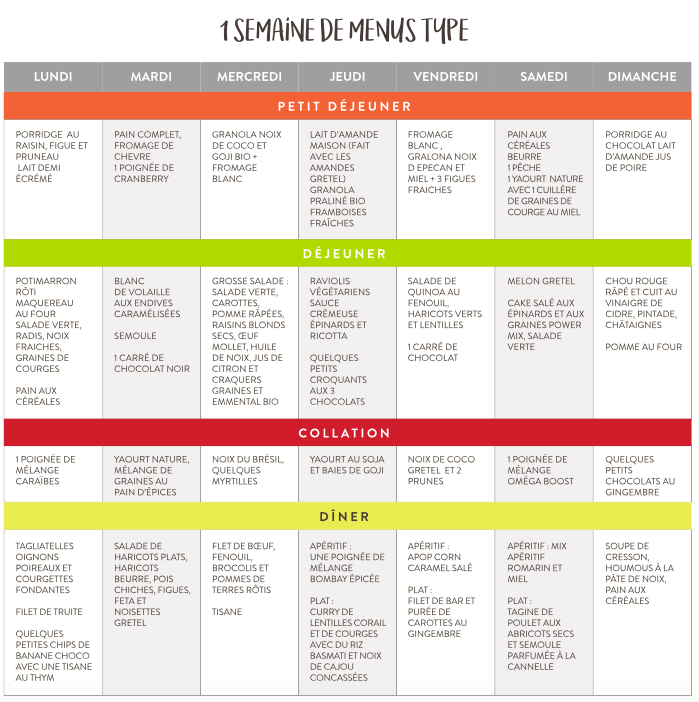 1 SEMAINE DE MENUS TYPE
LUNDI
MARDI
MERCREDI
JEUDI
VENDREDI
SAMEDI
DIMANCHE
PETIT DÉJEUNER
PORRIDGE AU
RAISIN, FIGUE ET
PRUNEAU
LAIT DEMI
ÉCRÉMÉ
PAIN COMPLET,
FROMAGE DE
CHEVRE
1 POIGNÉE DE
CRANBERRY
GRANOLA NOIX
DE COCO ET
GOJI BIO +
FROMAGE
BLANC
LAIT D'AMANDE
MAISON (FAIT
AVEC LES
AMANDES
GRETEL)
GRANOLA
PRALINÉ BIO
FRAMBOISES
FRAÎCHES
FROMAGE
BLANC ,
GRALONA NOIX
D EPECAN ET
MIEL + 3 FIGUES
FRAICHES
PAIN AUX
CÉRÉALES
BEURRE
1 PÊCHE
1 YAOURT NATURE
AVEC 1 CUILLÈRE
DE GRAINES DE
COURGE AU MIEL
PORRIDGE AU
CHOCOLAT LAIT
D'AMANDE JUS
DE POIRE
DÉJEUNER
POTIMARRON
RÔTI
MAQUEREAU
AU FOUR
SALADE VERTE,
RADIS, NOIX
FRAICHES,
GRAINES DE
COURGES
PAIN AUX
CÉRÉALES
BLANC
DE VOLAILLE
AUX ENDIVES
CARAMÉLISÉES
SEMOULE
1 CARRÉ DE
CHOCOLAT NOIR
GROSSE SALADE :
SALADE VERTE,
CAROTTES,
POMME RÂPÉES,
RAISINS BLONDS
SECS, ŒUF
MOLLET, HUILE
DE NOIX, JUS DE
CITRON ET
CRAQUERS
GRAINES ET
EMMENTAL BIO
RAVIOLIS
VÉGÉTARIENS
SAUCE
CRÉMEUSE
ÉPINARDS ET
RICOTTA
QUELQUES
PETITS
CROQUANTS
AUX 3
CHOCOLATS
SALADE DE
QUINOA AU
FENOUIL,
HARICOTS VERTS
ET LENTILLES
1 CARRÉ DE
CHOCOLAT
MELON GRETEL
CAKE SALÉ AUX
ÉPINARDS ET AUX
GRAINES POWER
MIX, SALADE
VERTE
CHOU ROUGE
RÂPÉ ET CUIT AU
VINAIGRE DE
CIDRE, PINTADE,
CHÂTAIGNES
POMME AU FOUR
COLLATION
1 POIGNÉE DE
MÉLANGE
CARAÏBES
YAOURT NATURE,
MÉLANGE DE
GRAINES AU
PAIN D'ÉPICES
NOIX DU BRÉSIL,
QUELQUES
MYRTILLES
YAOURT AU SOJA
ET BAIES DE GOJI
NOIX DE COCO
GRETEL ET 2
PRUNES
1 POIGNÉE DE
MÉLANGE
OMÉGA BOOST
QUELQUES
PETITS
CHOCOLATS AU
GINGEMBRE
DÎNER
TAGLIATELLES
OIGNONS
POIREAUX ET
COURGETTES
FONDANTES
FILET DE TRUITE
QUELQUES
PETITES CHIPS DE
BANANE CHOCO
AVEC UNE TISANE
AU THYM
SALADE DE
HARICOTS PLATS,
HARICOTS
BEURRE, POIS
CHICHES, FIGUES,
FETA ET
NOISETTES
GRETEL
FLET DE BŒUF,
FENOUIL,
BROCOLIS ET
POMMES DE
TERRES RÔTIS
TISANE
APÉRITIF :
UNE POIGNÉE DE
MÉLANGE
BOMBAY ÉPICÉE
PLAT :
CURRY DE
LENTILLES CORAIL
ET DE COURGES
AVEC DU RIZ
BASMATI ET NOIX
DE CAJOU
CONCASSÉES
APÉRITIF :
APOP CORN
CARAMEL SALÉ
PLAT :
FILET DE BAR ET
PURÉE DE
CAROTTES AU
GINGEMBRE
APÉRITIF : MIX
APÉRITIF
ROMARIN ET
MIEL
PLAT :
TAGINE DE
POULET AUX
ABRICOTS SECS
ET SEMOULE
PARFUMÉE À LA
CANNELLE
SOUPE DE
CRESSON,
HOUMOUS À LA
PÂTE DE NOIX,
PAIN AUX
CÉRÉALES